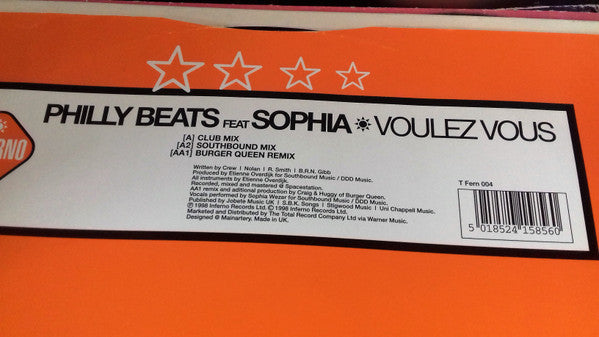 PHILLY BEATS FEAT SOPHIA VOULEZ VOUS
[A] CLUB MIX
[A2] SOUTHBOUND MIX
[AA1] BURGER QUEEN REMIX
Written by Crew | Nolan | R. Smith | B.R.N. Gibb
Produced by Etienne Overdijk for Southbound Music / DDD Music.
All instruments by Etienne Overdijk.
Recorded, mixed and mastered @ Spacestation.
AA1 remix and aditional production by Craig & Huggy of Burger Queen.
Vocals performed by Sophia Wezer for Southbound Music / DDD Music.
Published by Jobete Music UK | S.B.K. Songs | Stigwood Music | Uni Chappell Music.
℗ 1998 Inferno Records Ltd. © 1998 Inferno Records Ltd.
Marketed and Distributed by The Total Record Company Ltd via Warner Music.
Designed @ Mainartery. Made in UK.
T Fern 004
5 018524 158560
RNO